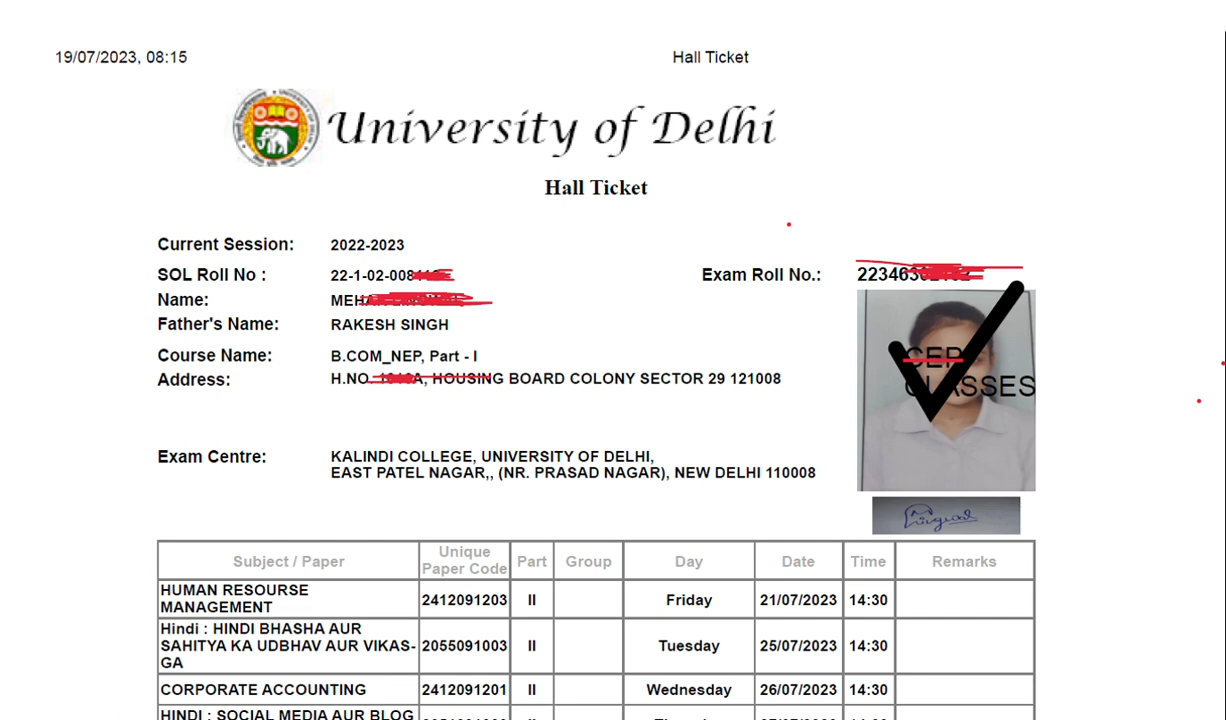 19/07/2023, 08:15 Hall Ticket
University of Delhi
Hall Ticket
Current Session: 2022-2023
SOL Roll No : 22-1-02-008
Exam Roll No.: 22346
Name: MEH
Father's Name: RAKESH SINGH
Course Name: B.COM_NEP, Part - I
Address: H.NO. A, HOUSING BOARD COLONY SECTOR 29 121008
CEP
CLASSES
Exam Centre: KALINDI COLLEGE, UNIVERSITY OF DELHI,
EAST PATEL NAGAR,, (NR. PRASAD NAGAR), NEW DELHI 110008
Subject / Paper Unique Paper Code Part Group Day Date Time Remarks
HUMAN RESOURSE
MANAGEMENT 2412091203 II Friday 21/07/2023 14:30
Hindi : HINDI BHASHA AUR
SAHITYA KA UDBHAV AUR VIKAS- 2055091003 II Tuesday 25/07/2023 14:30
GA
CORPORATE ACCOUNTING 2412091201 II Wednesday 26/07/2023 14:30
HINDI : SOCIAL MEDIA AUR BLOG